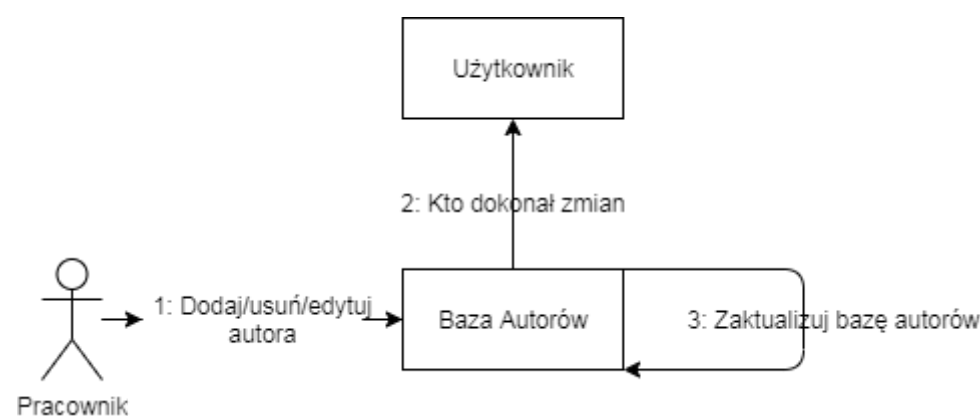 Użytkownik
2: Kto dokonał zmian
1: Dodaj/usuń/edytuj
autora
Baza Autorów
3: Zaktualizuj bazę autorów
Pracownik